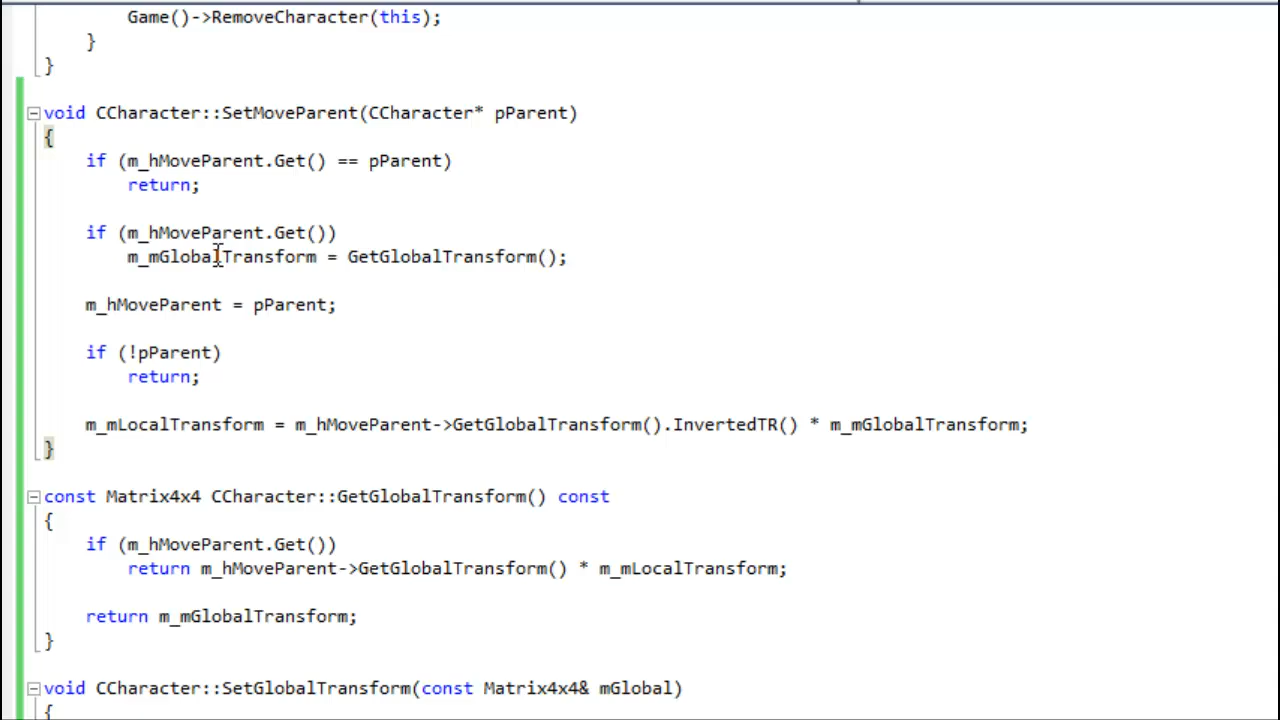 Game()->RemoveCharacter(this);
}
}
void CCharacter::SetMoveParent(CCharacter* pParent)
{
if (m_hMoveParent.Get() == pParent)
return;
if (m_hMoveParent.Get())
m_mGlobalTransform = GetGlobalTransform();
m_hMoveParent = pParent;
if (!pParent)
return;
m_mLocalTransform = m_hMoveParent->GetGlobalTransform().InvertedTR() * m_mGlobalTransform;
}
const Matrix4x4 CCharacter::GetGlobalTransform() const
{
if (m_hMoveParent.Get())
return m_hMoveParent->GetGlobalTransform() * m_mLocalTransform;
return m_mGlobalTransform;
}
void CCharacter::SetGlobalTransform(const Matrix4x4& mGlobal)
{